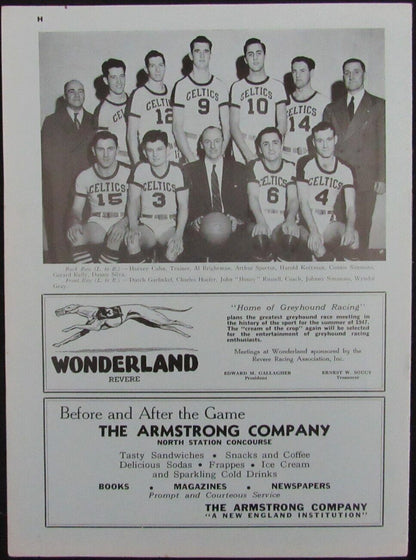 H
CELTICS
CELTICS
12
CELTICS
9
CELTICS
10
CELTICS
14
CELTICS
15
CELTICS
3
CELTICS
6
CELTICS
4
Back Row (L. to R.) — Harvey Cohn, Trainer, Al Brightman, Arthur Spector, Harold Kottman, Connie Simmons,
Gerard Kelly, Danny Silva.
Front Row (L. to R.) — Dutch Garfinkel, Charles Hoefer, John "Honey" Russell, Coach, Johnny Simmons, Wyndol
Gray.
3
WONDERLAND
REVERE
"Home of Greyhound Racing"
plans the greatest greyhound race meeting in
the history of the sport for the summer of 1947.
The "cream of the crop" again will be selected
for the entertainment of greyhound racing
enthusiasts.
Meetings at Wonderland sponsored by the
Revere Racing Association, Inc.
EDWARD M. GALLAGHER ERNEST W. SOUCY
President Treasurer
Before and After the Game
THE ARMSTRONG COMPANY
NORTH STATION CONCOURSE
Tasty Sandwiches • Snacks and Coffee
Delicious Sodas • Frappes • Ice Cream
and Sparkling Cold Drinks
BOOKS • MAGAZINES • NEWSPAPERS
Prompt and Courteous Service
THE ARMSTRONG COMPANY
"A NEW ENGLAND INSTITUTION"